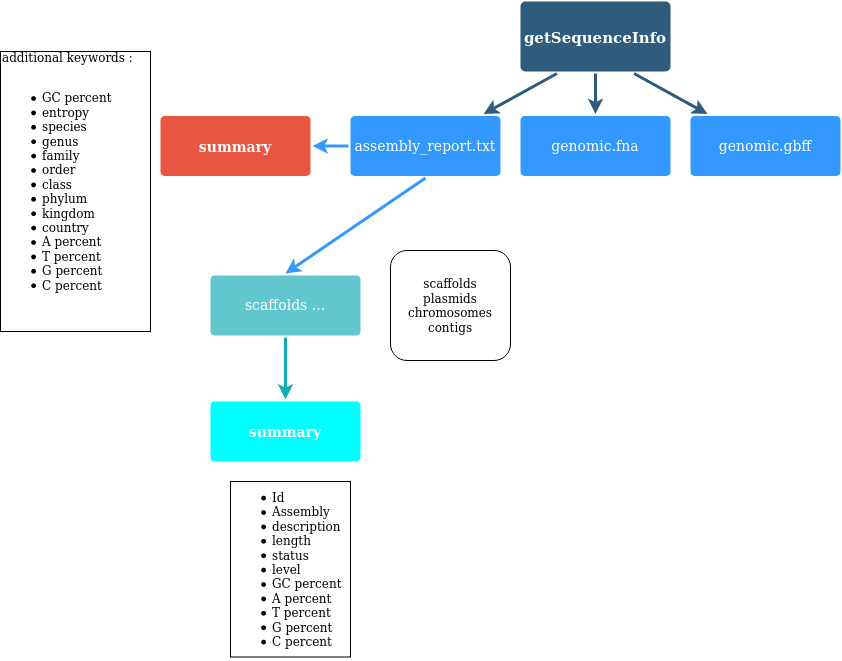 getSequenceInfo
additional keywords :
GC percent
entropy
species
genus
family
order
class
phylum
kingdom
country
A percent
T percent
G percent
C percent
summary
assembly_report.txt
genomic.fna
genomic.gbff
scaffolds ...
scaffolds
plasmids
chromosomes
contigs
summary
Id
Assembly
description
length
status
level
GC percent
A percent
T percent
G percent
C percent